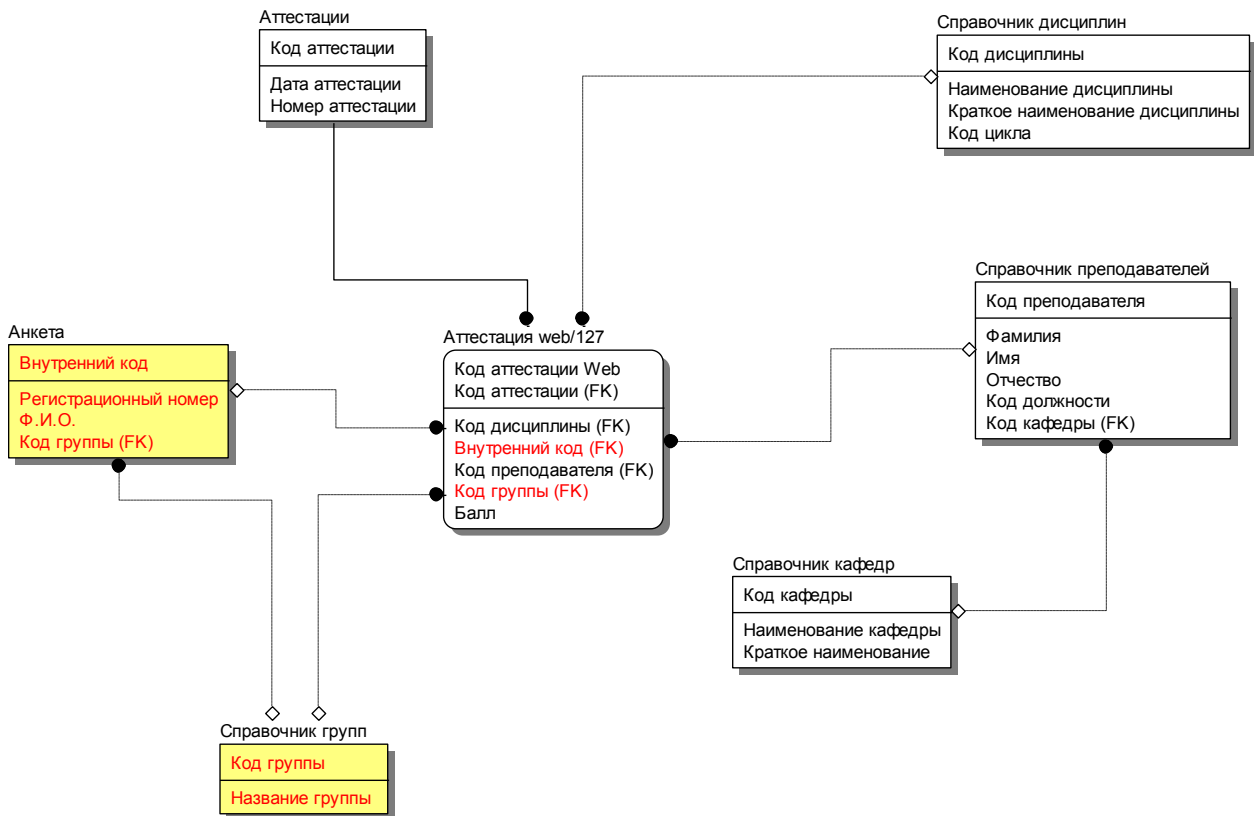 Аттестации
Код аттестации
Дата аттестации
Номер аттестации
Справочник дисциплин
Код дисциплины
Наименование дисциплины
Краткое наименование дисциплины
Код цикла
Справочник преподавателей
Код преподавателя
Фамилия
Имя
Отчество
Код должности
Код кафедры (FK)
Анкета
Внутренний код
Регистрационный номер
Ф.И.О.
Код группы (FK)
Аттестация web/127
Код аттестации Web
Код аттестации (FK)
Код дисциплины (FK)
Внутренний код (FK)
Код преподавателя (FK)
Код группы (FK)
Балл
Справочник кафедр
Код кафедры
Наименование кафедры
Краткое наименование
Справочник групп
Код группы
Название группы